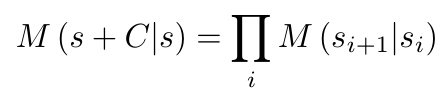 M (s + C|s) = ∏_i M (s_{i+1}|s_i)